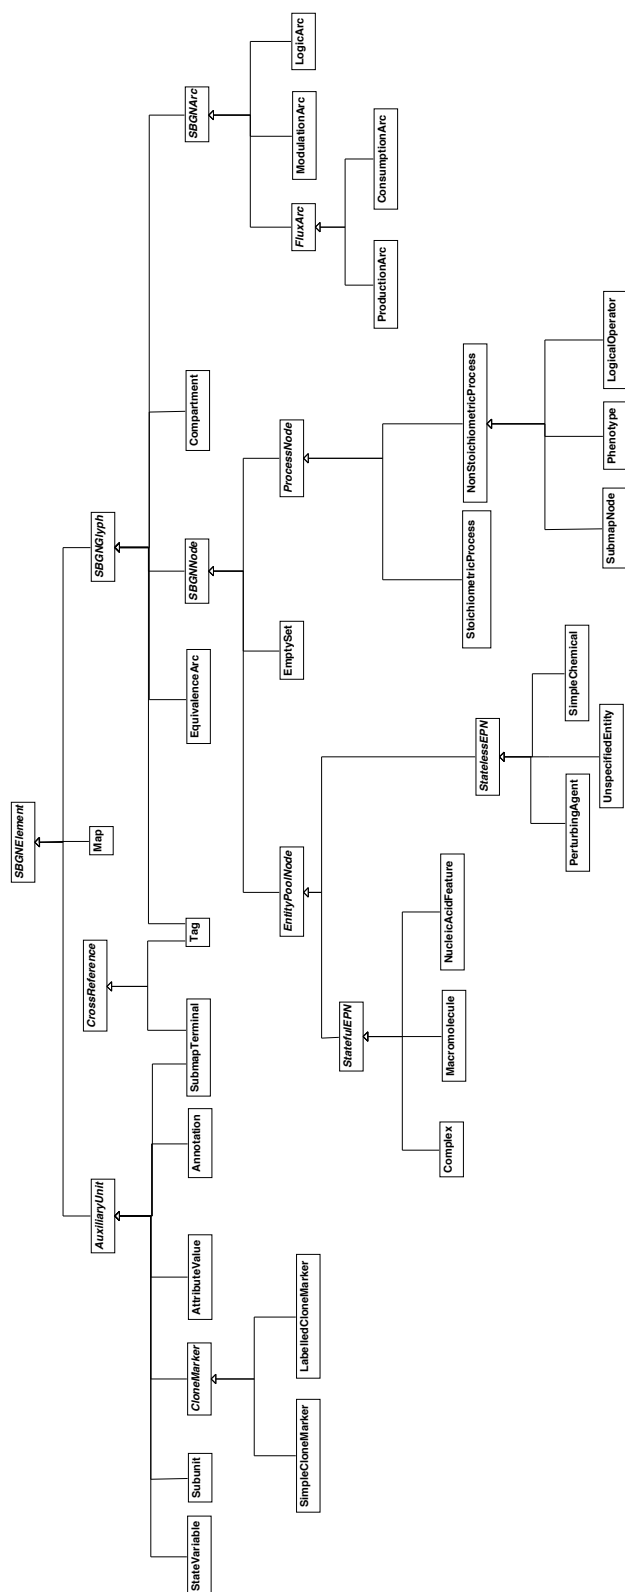 SBGNElement
AuxiliaryUnit
CrossReference
Map
SBGNGlyph
StateVariable
Subunit
CloneMarker
AttributeValue
Annotation
SubmapTerminal
Tag
EquivalenceArc
SBGNNode
Compartment
SBGNArc
SimpleCloneMarker
LabelledCloneMarker
EntityPoolNode
EmptySet
ProcessNode
FluxArc
ModulationArc
LogicArc
StatefulEPN
ProductionArc
ConsumptionArc
Complex
Macromolecule
NucleicAcidFeature
StatelessEPN
StoichiometricProcess
NonStoichiometricProcess
PerturbingAgent
UnspecifiedEntity
SimpleChemical
SubmapNode
Phenotype
LogicalOperator